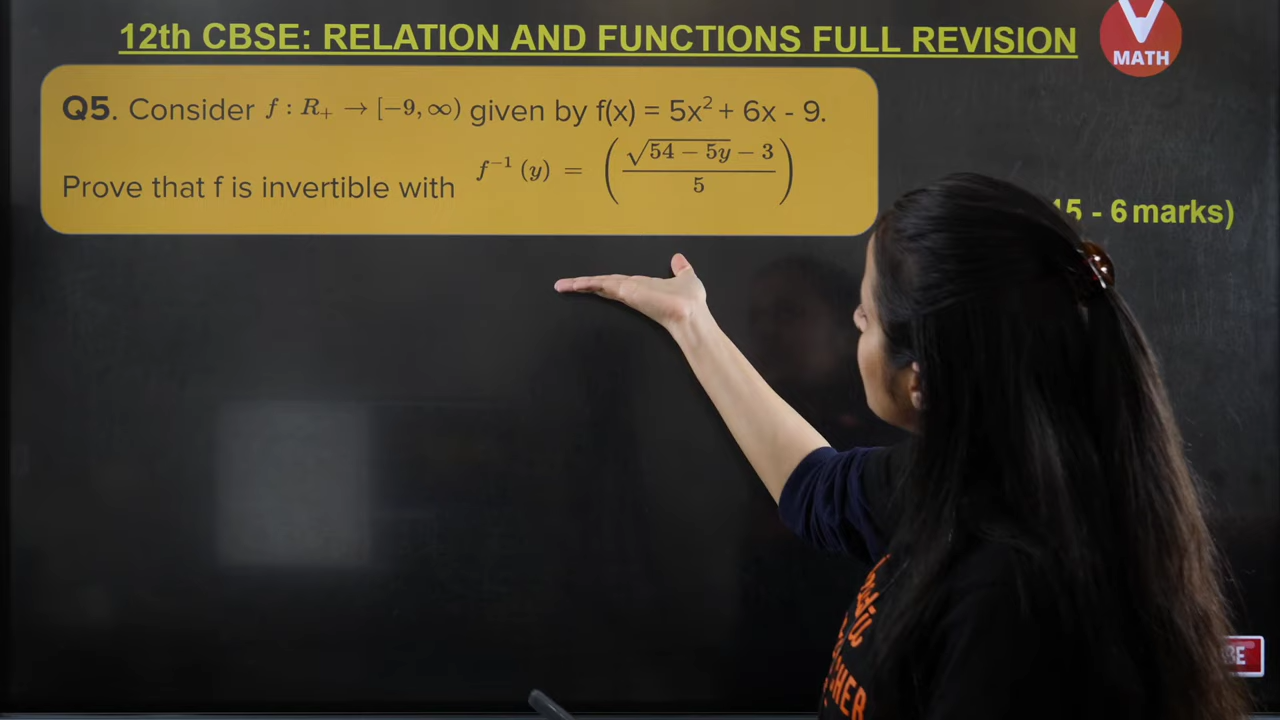 12th CBSE: RELATION AND FUNCTIONS FULL REVISION
V
MATH
Q5. Consider f : R₊ → [−9, ∞) given by f(x) = 5x² + 6x - 9.
Prove that f is invertible with f⁻¹ (y) = ( (√(54 − 5y) − 3) / 5 )
15 - 6 marks)